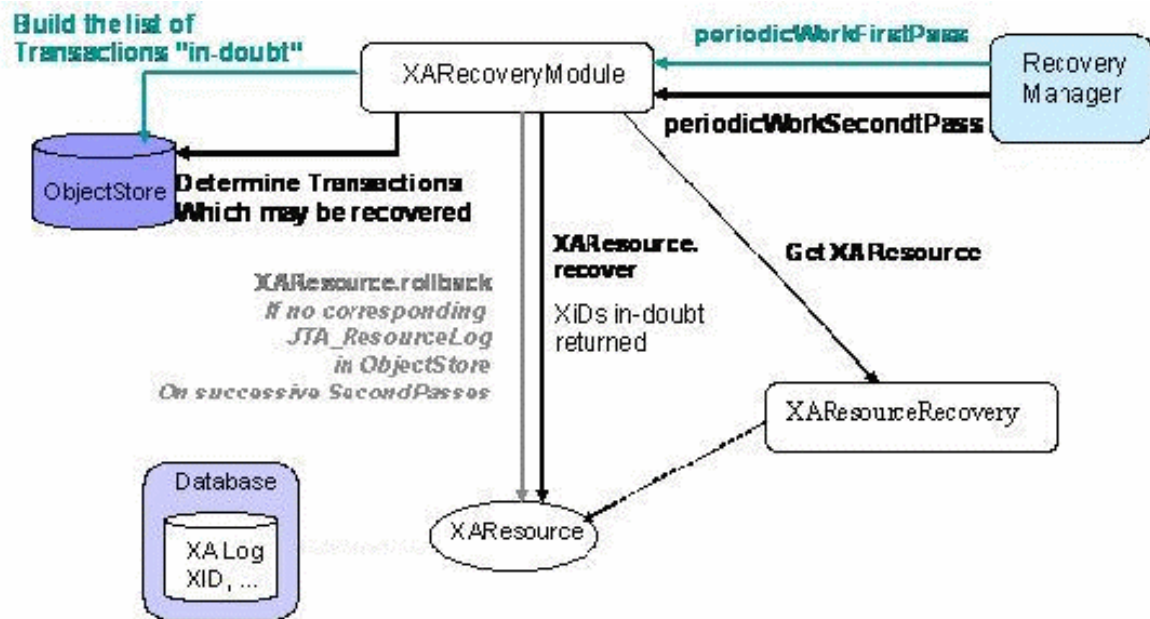 Build the list of
Transactions "in-doubt"
periodicWorkFirstPass
XARecoveryModule
Recovery
Manager
periodicWorkSecondtPass
ObjectStore
Determine Transactions
Which may be recovered
XAResource.
recover
Get XAResource
XAResource.rollback
If no corresponding
JTA_ResourceLog
in ObjectStore
On successive SecondPasses
XiDs in-doubt
returned
XAResourceRecovery
Database
XA Log
XID, ...
XAResource